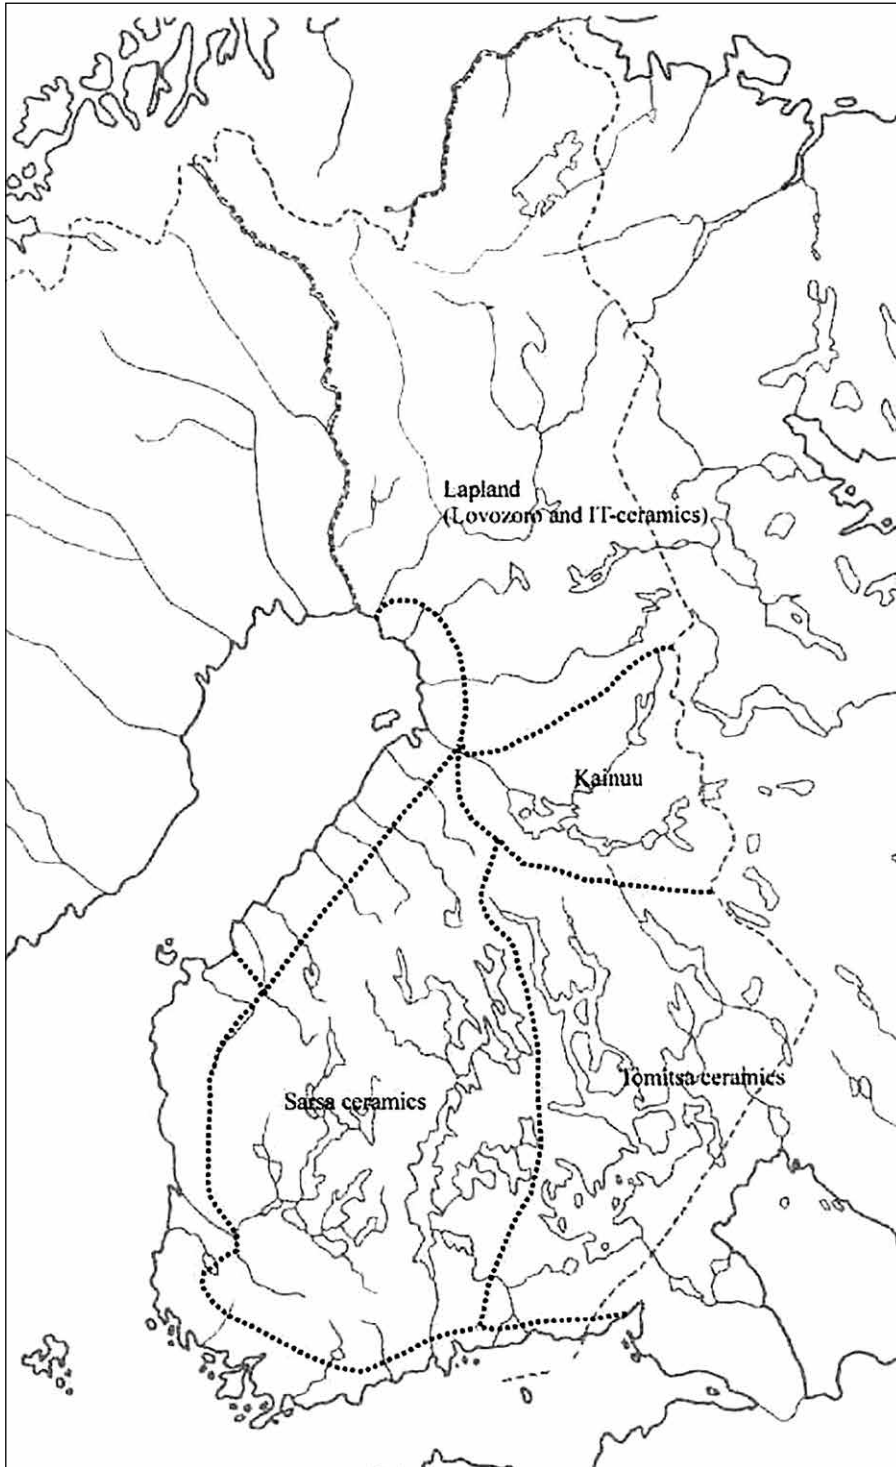 Lapland
(Lovozoro and IT-ceramics)
Kainuu
Sarsa ceramics
Tomitsa ceramics